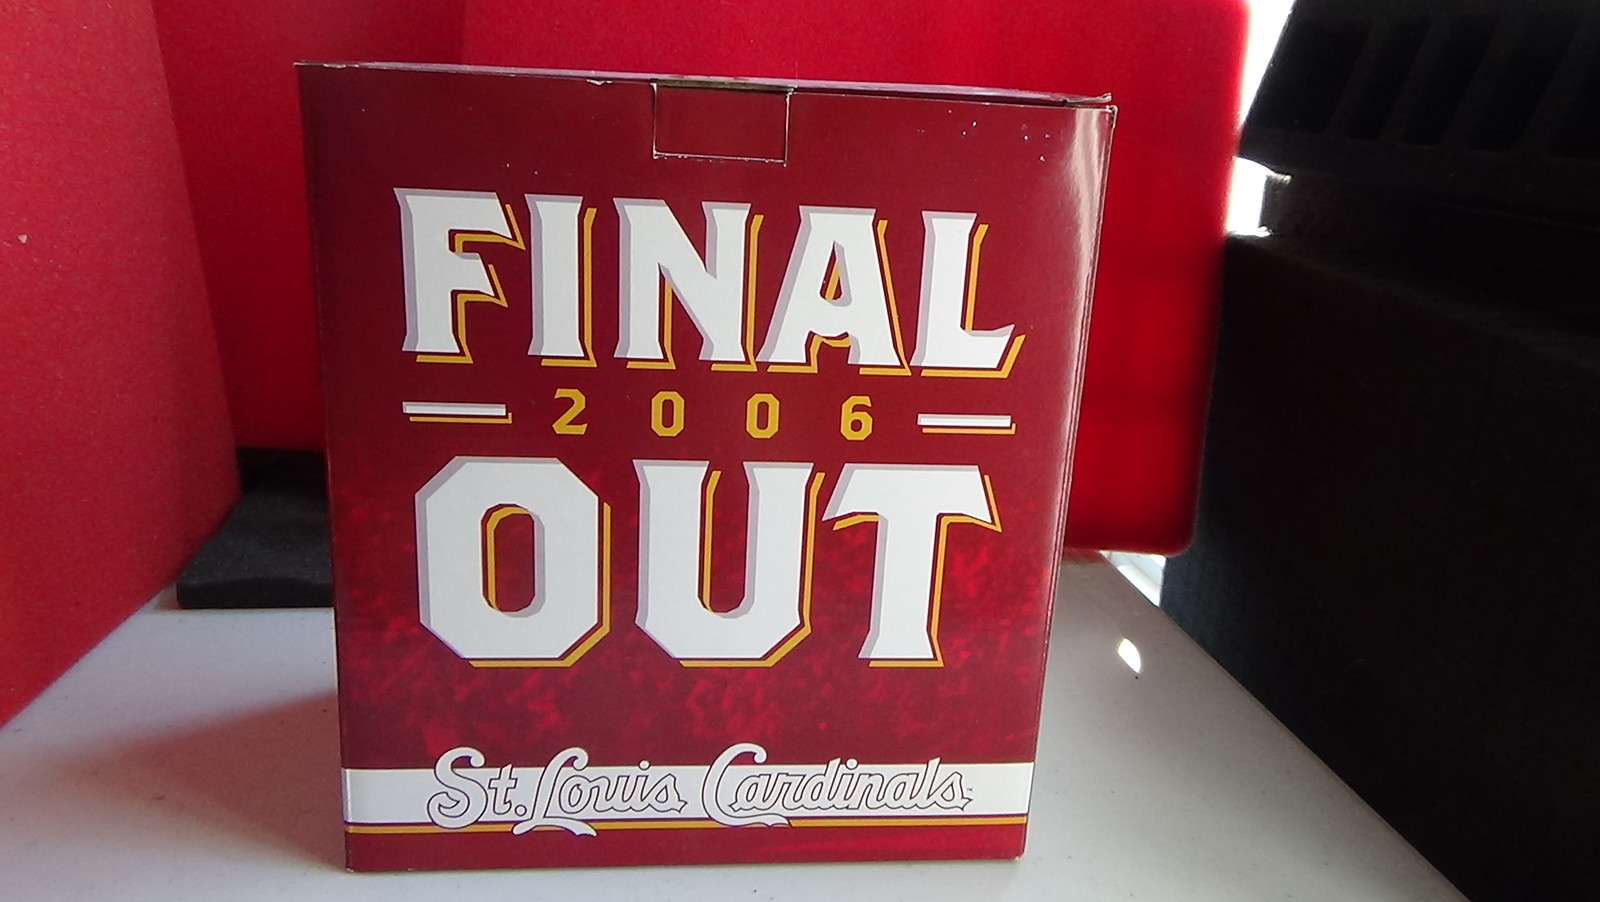 FINAL
2006
OUT
St. Louis Cardinals